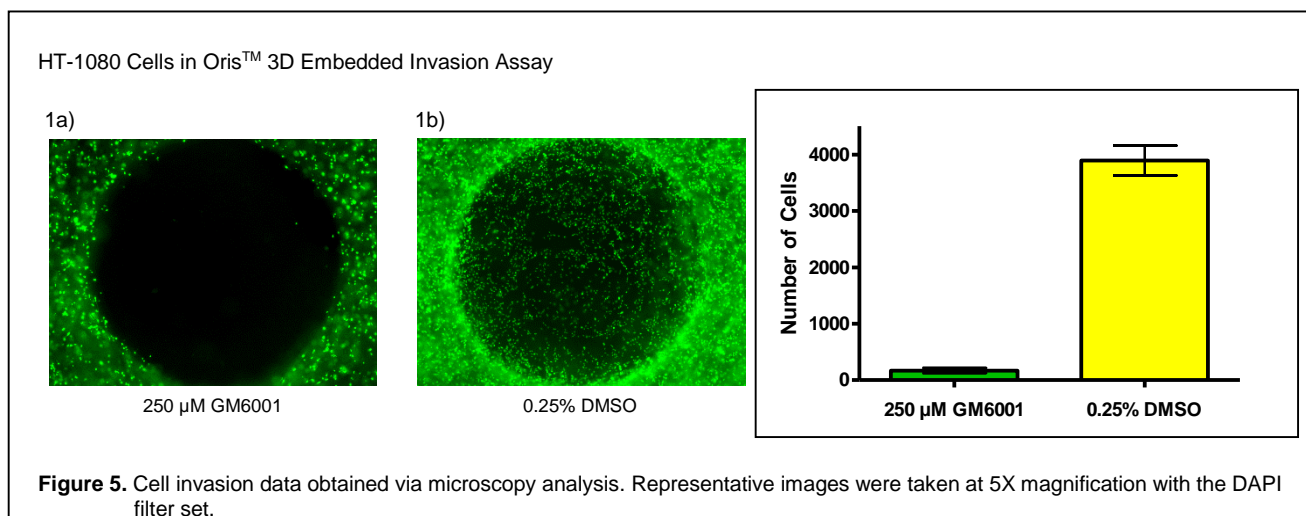 HT-1080 Cells in Oris™ 3D Embedded Invasion Assay
1a)
1b)
250 µM GM6001
0.25% DMSO
Number of Cells
4000
3000
2000
1000
0
250 µM GM6001
0.25% DMSO
Figure 5. Cell invasion data obtained via microscopy analysis. Representative images were taken at 5X magnification with the DAPI
filter set.